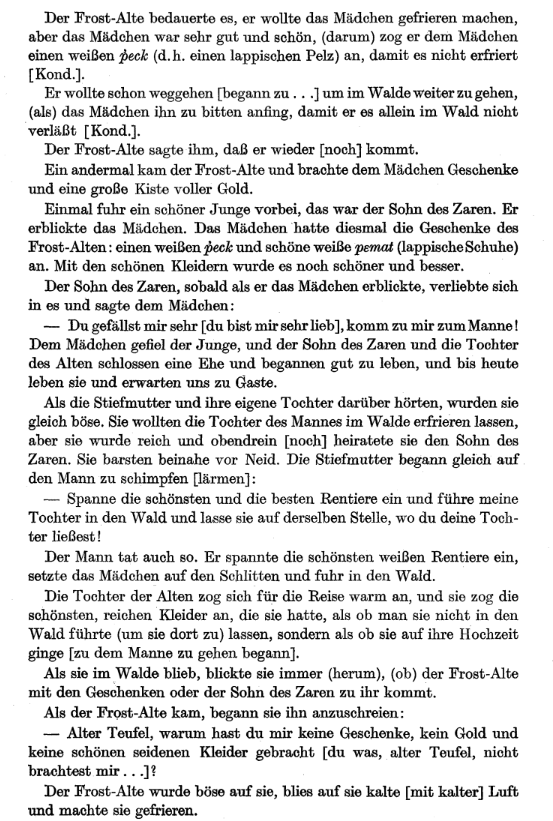 Der Frost-Alte bedauerte es, er wollte das Mädchen gefrieren machen,
aber das Mädchen war sehr gut und schön, (darum) zog er dem Mädchen
einen weißen peck (d. h. einen lappischen Pelz) an, damit es nicht erfriert
[Kond.].
Er wollte schon weggehen [begann zu . . .] um im Walde weiter zu gehen,
(als) das Mädchen ihn zu bitten anfing, damit er es allein im Wald nicht
verläßt [Kond.].
Der Frost-Alte sagte ihm, daß er wieder [noch] kommt.
Ein andermal kam der Frost-Alte und brachte dem Mädchen Geschenke
und eine große Kiste voller Gold.
Einmal fuhr ein schöner Junge vorbei, das war der Sohn des Zaren. Er
erblickte das Mädchen. Das Mädchen hatte diesmal die Geschenke des
Frost-Alten: einen weißen peck und schöne weiße pemat (lappische Schuhe)
an. Mit den schönen Kleidern wurde es noch schöner und besser.
Der Sohn des Zaren, sobald als er das Mädchen erblickte, verliebte sich
in es und sagte dem Mädchen:
— Du gefällst mir sehr [du bist mir sehr lieb], komm zu mir zum Manne!
Dem Mädchen gefiel der Junge, und der Sohn des Zaren und die Tochter
des Alten schlossen eine Ehe und begannen gut zu leben, und bis heute
leben sie und erwarten uns zu Gaste.
Als die Stiefmutter und ihre eigene Tochter darüber hörten, wurden sie
gleich böse. Sie wollten die Tochter des Mannes im Walde erfrieren lassen,
aber sie wurde reich und obendrein [noch] heiratete sie den Sohn des
Zaren. Sie barsten beinahe vor Neid. Die Stiefmutter begann gleich auf
den Mann zu schimpfen [lärmen]:
— Spanne die schönsten und die besten Rentiere ein und führe meine
Tochter in den Wald und lasse sie auf derselben Stelle, wo du deine Toch-
ter ließest!
Der Mann tat auch so. Er spannte die schönsten weißen Rentiere ein,
setzte das Mädchen auf den Schlitten und fuhr in den Wald.
Die Tochter der Alten zog sich für die Reise warm an, und sie zog die
schönsten, reichen Kleider an, die sie hatte, als ob man sie nicht in den
Wald führte (um sie dort zu) lassen, sondern als ob sie auf ihre Hochzeit
ginge [zu dem Manne zu gehen begann].
Als sie im Walde blieb, blickte sie immer (herum), (ob) der Frost-Alte
mit den Geschenken oder der Sohn des Zaren zu ihr kommt.
Als der Frost-Alte kam, begann sie ihn anzuschreien:
— Alter Teufel, warum hast du mir keine Geschenke, kein Gold und
keine schönen seidenen Kleider gebracht [du was, alter Teufel, nicht
brachtest mir . . .]?
Der Frost-Alte wurde böse auf sie, blies auf sie kalte [mit kalter] Luft
und machte sie gefrieren.